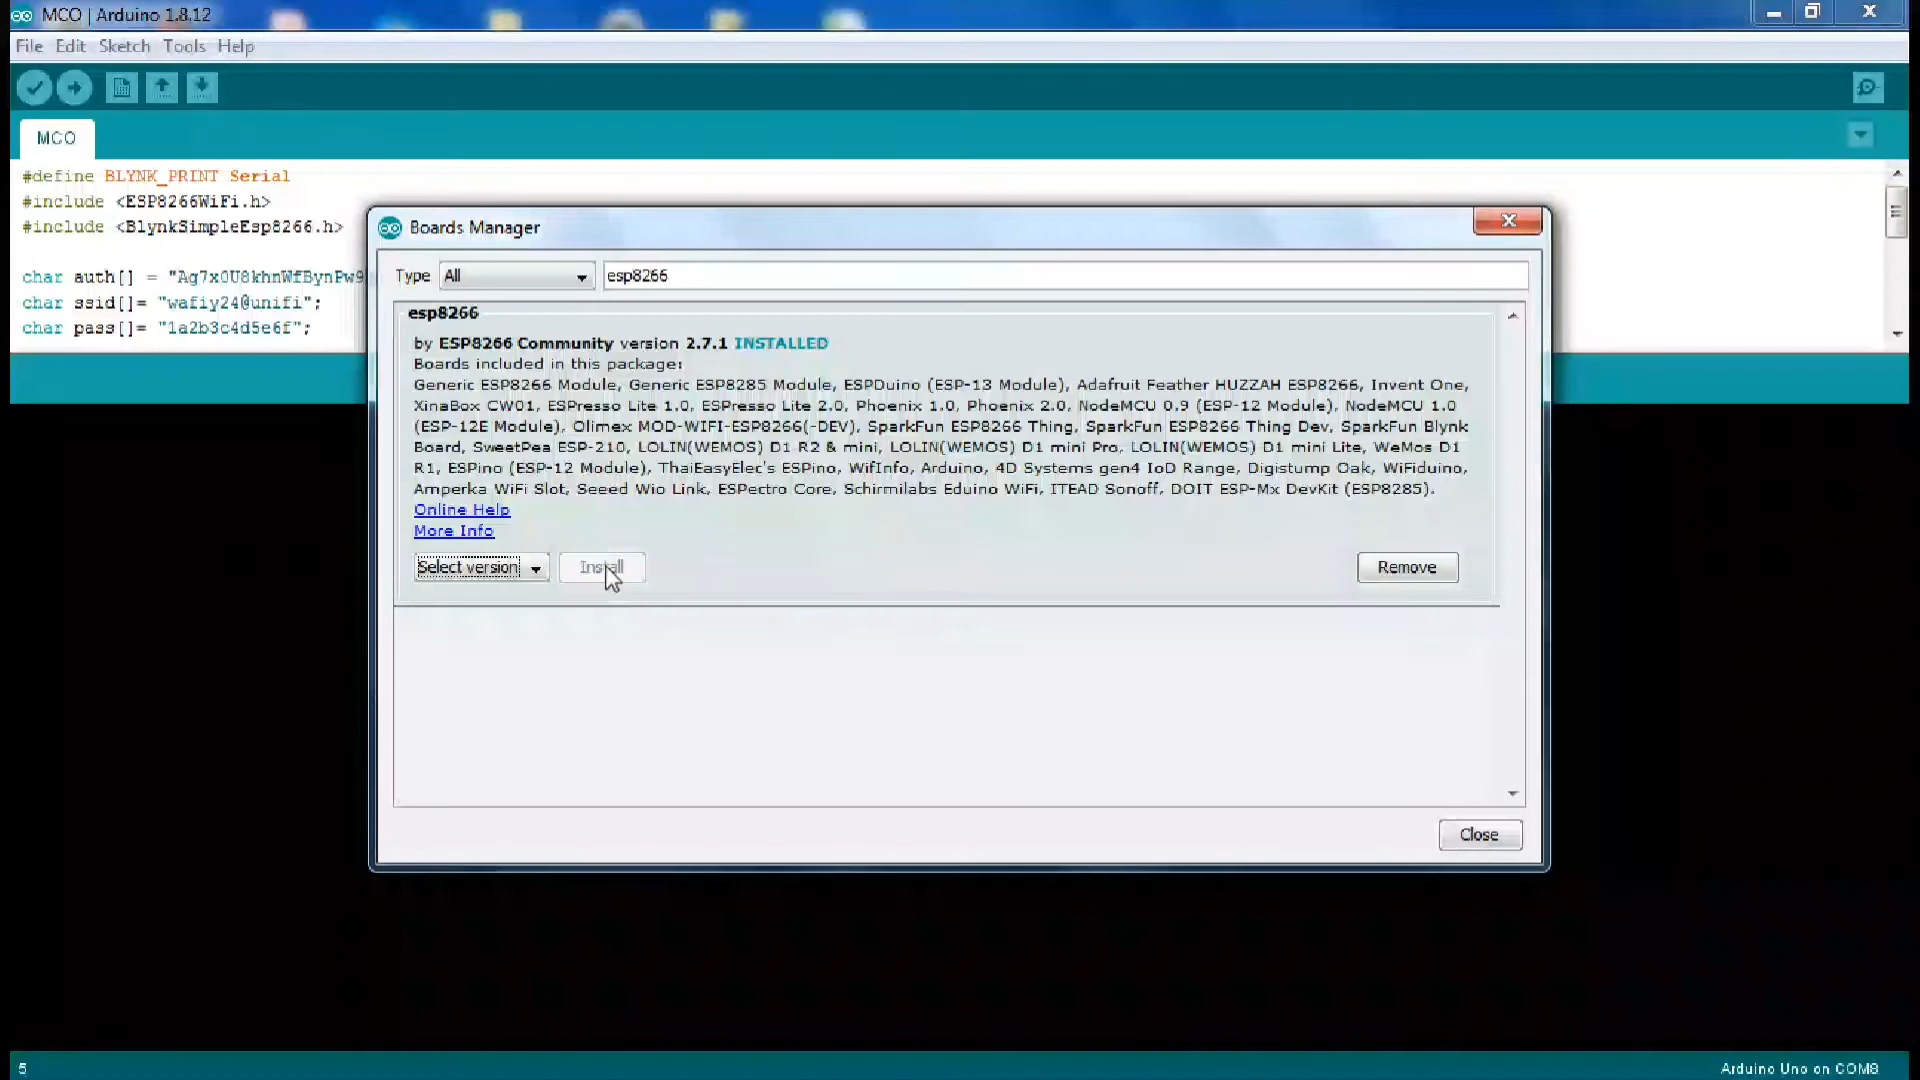 MCO | Arduino 1.8.12
File Edit Sketch Tools Help
MCO
#define BLYNK_PRINT Serial
#include <ESP8266WiFi.h>
#include <BlynkSimpleEsp8266.h>
char auth[] = "Ag7x0U8khnWfBynPw9
char ssid[]= "wafiy24@unifi";
char pass[]= "1a2b3c4d5e6f";
Boards Manager
Type All esp8266
esp8266
by ESP8266 Community version 2.7.1 INSTALLED
Boards included in this package:
Generic ESP8266 Module, Generic ESP8285 Module, ESPDuino (ESP-13 Module), Adafruit Feather HUZZAH ESP8266, Invent One,
XinaBox CW01, ESPresso Lite 1.0, ESPresso Lite 2.0, Phoenix 1.0, Phoenix 2.0, NodeMCU 0.9 (ESP-12 Module), NodeMCU 1.0
(ESP-12E Module), Olimex MOD-WIFI-ESP8266(-DEV), SparkFun ESP8266 Thing, SparkFun ESP8266 Thing Dev, SparkFun Blynk
Board, SweetPea ESP-210, LOLIN(WEMOS) D1 R2 & mini, LOLIN(WEMOS) D1 mini Pro, LOLIN(WEMOS) D1 mini Lite, WeMos D1
R1, ESPino (ESP-12 Module), ThaiEasyElec's ESPino, WifInfo, Arduino, 4D Systems gen4 IoD Range, Digistump Oak, WiFiduino,
Amperka WiFi Slot, Seeed Wio Link, ESPectro Core, Schirmilabs Eduino WiFi, ITEAD Sonoff, DOIT ESP-Mx DevKit (ESP8285).
Online Help
More Info
Select version Install Remove
Close
5 Arduino Uno on COM8